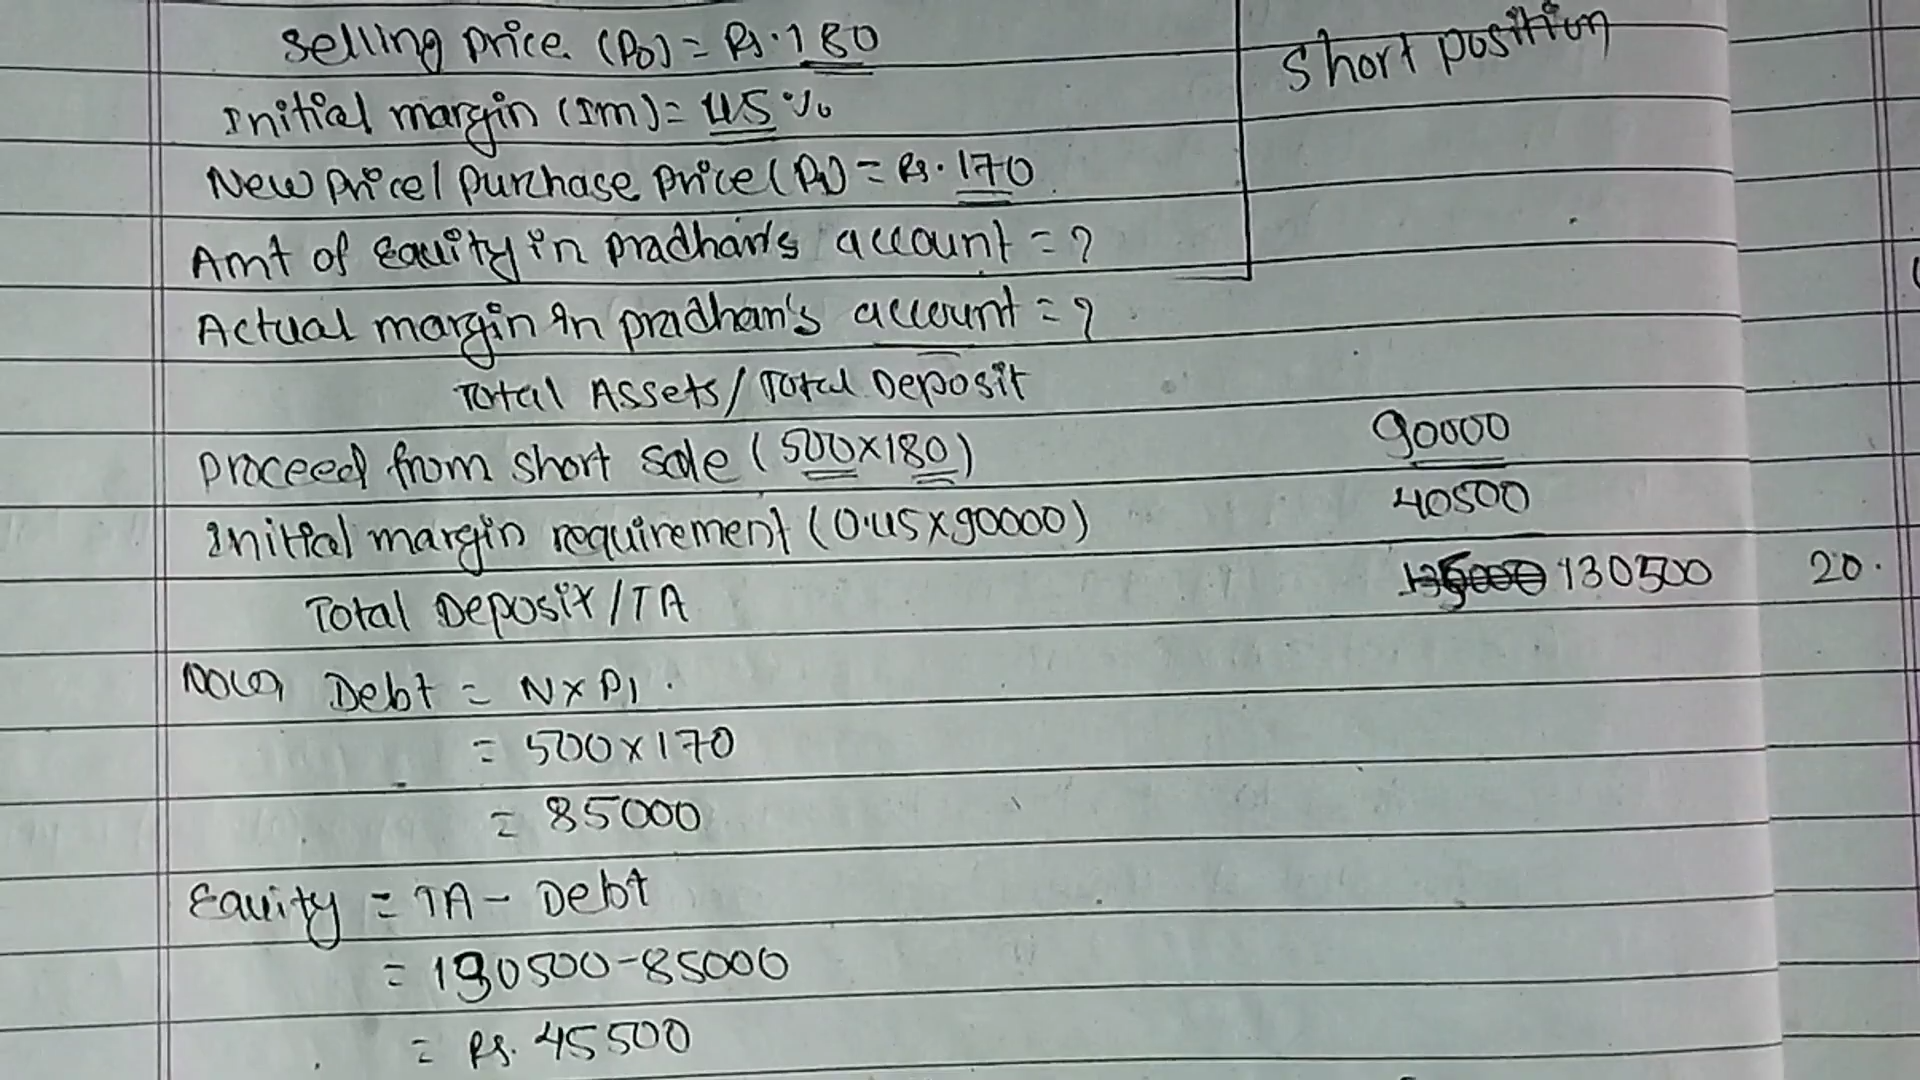 Selling price (P0) = Rs. 180
Short position
Initial margin (Im) = 45%
New price / purchase price (P1) = Rs. 170
Amt of Equity in pradhan's account = ?
Actual margin in pradhan's account = ?
Total Assets / Total Deposit
Proceed from short sale (500×180) 90000
Initial margin requirement (0.45×90000) 40500
Total Deposit / TA 130500 20.
Now Debt = N×P1.
= 500×170
= 85000
Equity = TA - Debt
= 130500-85000
= Rs. 45500